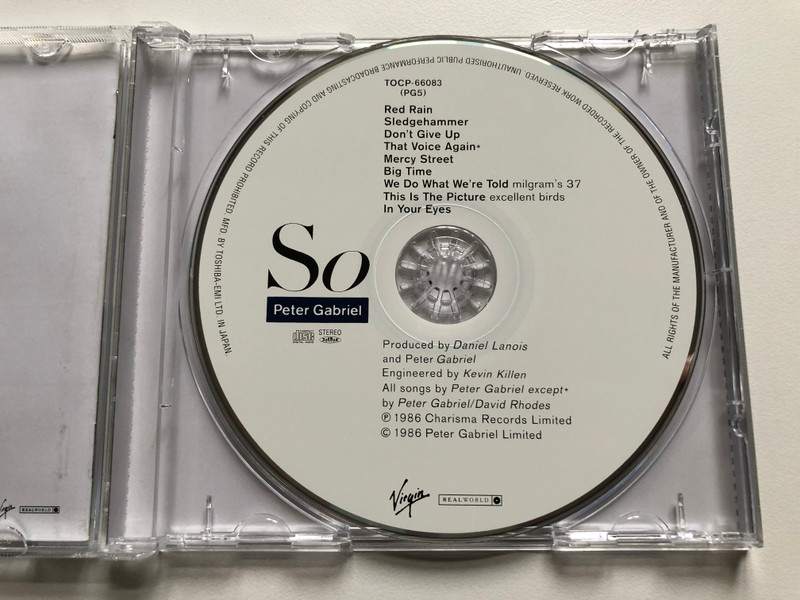 UNAUTHORISED PUBLIC PERFORMANCE BROADCASTING AND COPYING OF THIS RECORD PROHIBITED. MFD. BY TOSHIBA-EMI LTD. IN JAPAN.
ALL RIGHTS OF THE MANUFACTURER AND OF THE OWNER OF THE RECORDED WORK RESERVED.
TOCP-66083
(PG5)
Red Rain
Sledgehammer
Don't Give Up
That Voice Again*
Mercy Street
Big Time
We Do What We're Told milgram's 37
This Is The Picture excellent birds
In Your Eyes
So
Peter Gabriel
STEREO
Produced by Daniel Lanois
and Peter Gabriel
Engineered by Kevin Killen
All songs by Peter Gabriel except*
by Peter Gabriel/David Rhodes
℗ 1986 Charisma Records Limited
© 1986 Peter Gabriel Limited
Virgin
REALWORLD
REALWORLD